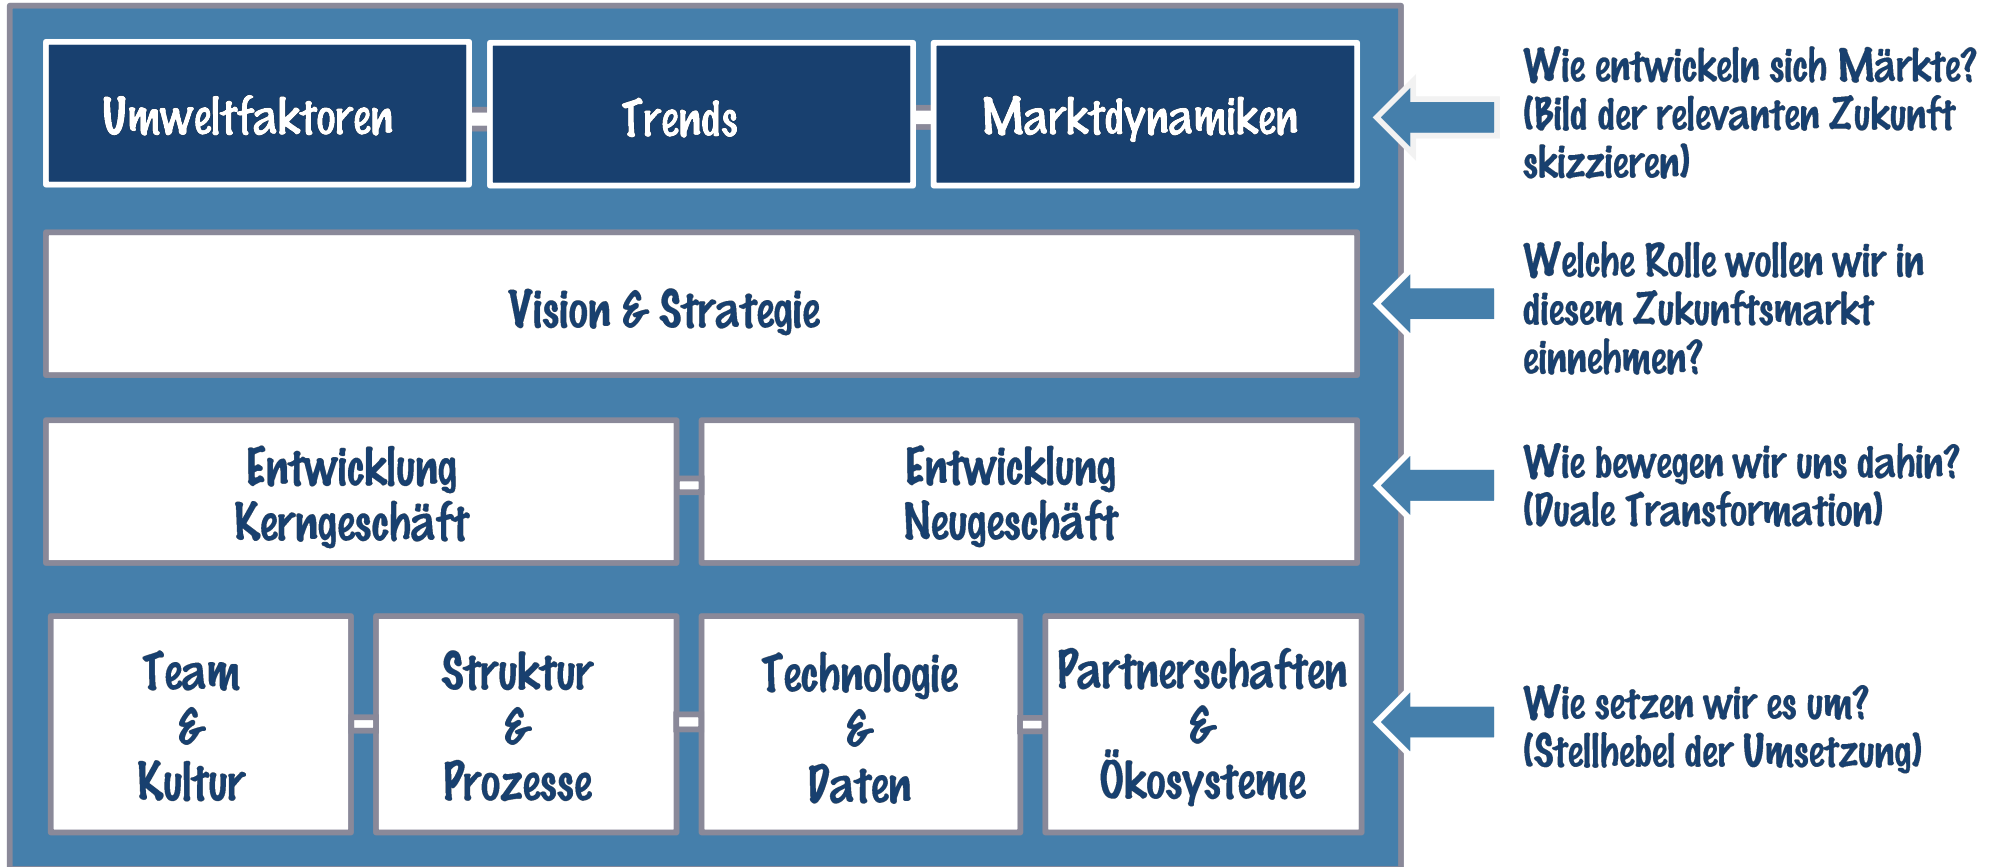 Umweltfaktoren
Trends
Marktdynamiken
Wie entwickeln sich Märkte?
(Bild der relevanten Zukunft
skizzieren)
Vision & Strategie
Welche Rolle wollen wir in
diesem Zukunftsmarkt
einnehmen?
Entwicklung
Kerngeschäft
Entwicklung
Neugeschäft
Wie bewegen wir uns dahin?
(Duale Transformation)
Team
&
Kultur
Struktur
&
Prozesse
Technologie
&
Daten
Partnerschaften
&
Ökosysteme
Wie setzen wir es um?
(Stellhebel der Umsetzung)